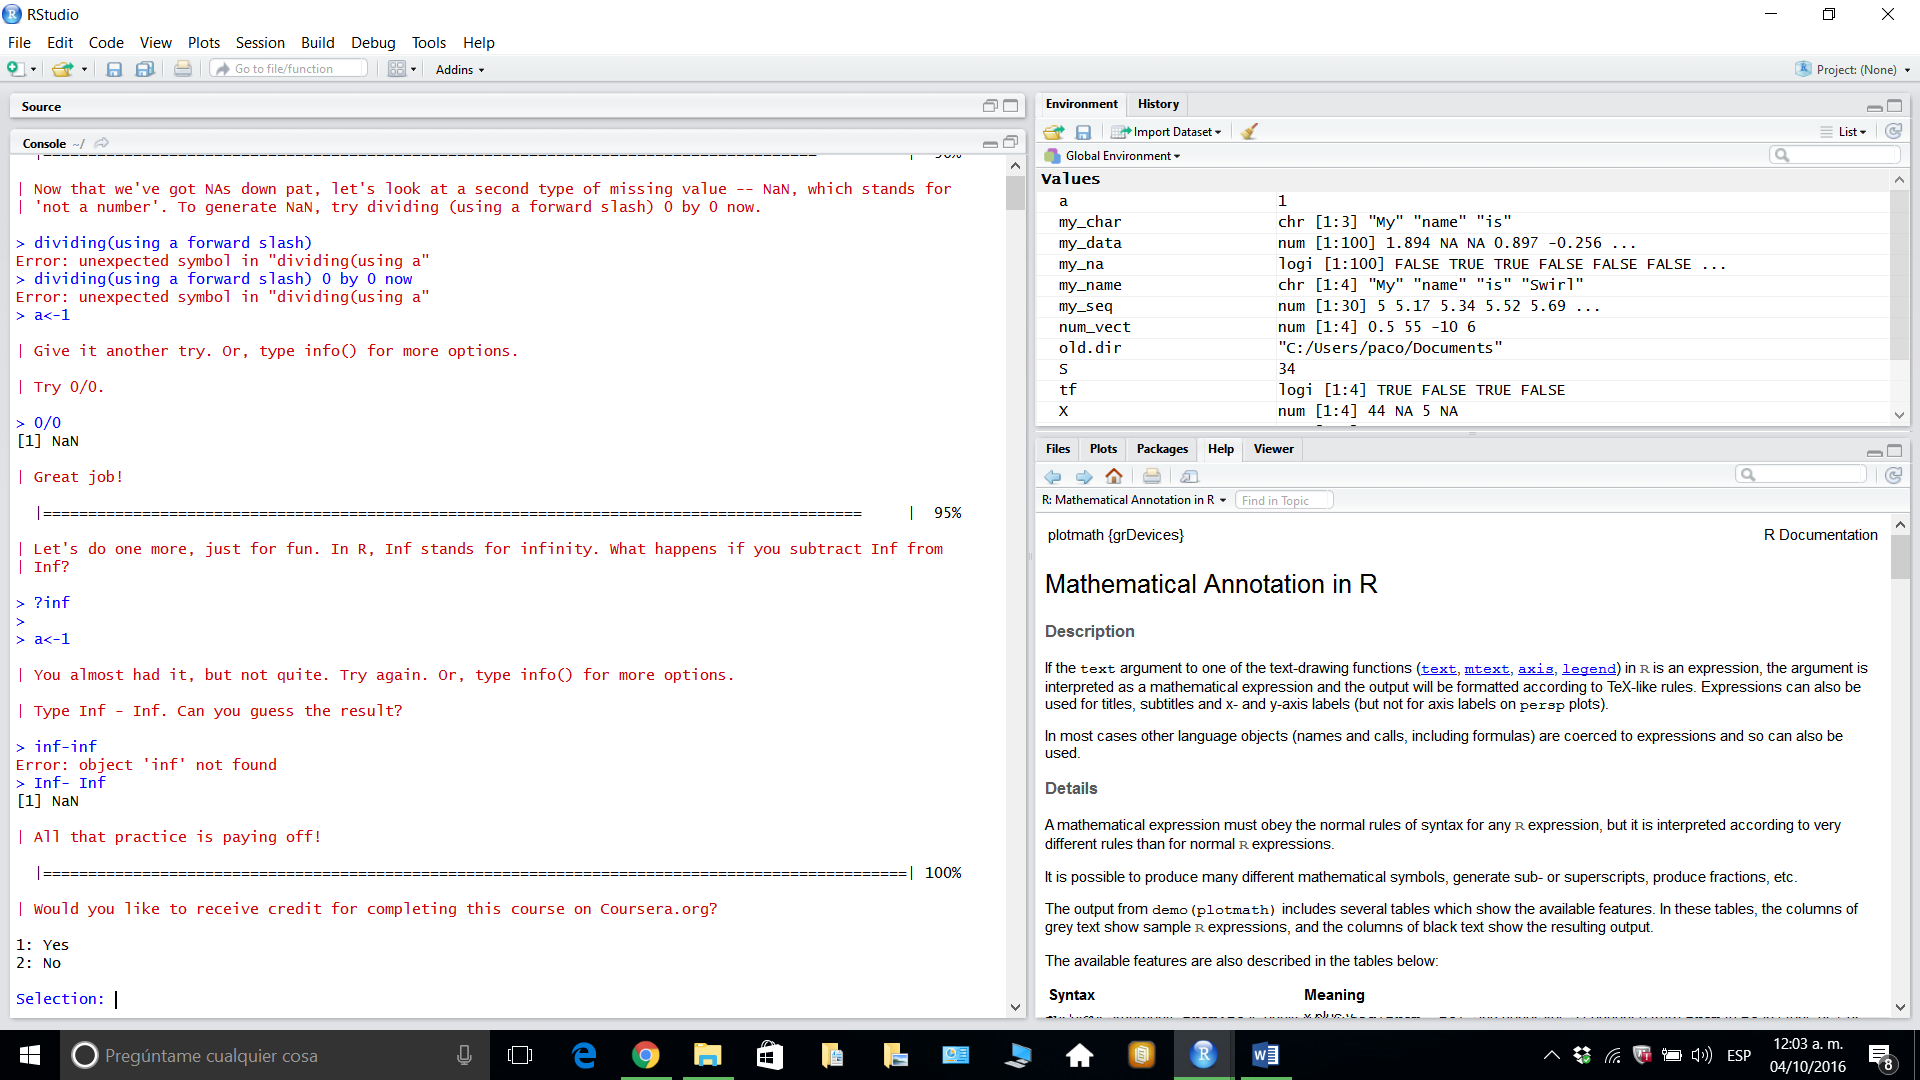 RStudio
File Edit Code View Plots Session Build Debug Tools Help
Go to file/function Addins Project: (None)
Source
Console ~/
| Now that we've got NAs down pat, let's look at a second type of missing value -- NaN, which stands for
| 'not a number'. To generate NaN, try dividing (using a forward slash) 0 by 0 now.
> dividing(using a forward slash)
Error: unexpected symbol in "dividing(using a"
> dividing(using a forward slash) 0 by 0 now
Error: unexpected symbol in "dividing(using a"
> a<-1
| Give it another try. Or, type info() for more options.
| Try 0/0.
> 0/0
[1] NaN
| Great job!
|===========================================================================================     |  95%
| Let's do one more, just for fun. In R, Inf stands for infinity. What happens if you subtract Inf from
| Inf?
> ?inf
>
> a<-1
| You almost had it, but not quite. Try again. Or, type info() for more options.
| Type Inf - Inf. Can you guess the result?
> inf-inf
Error: object 'inf' not found
> Inf- Inf
[1] NaN
| All that practice is paying off!
|================================================================================================| 100%
| Would you like to receive credit for completing this course on Coursera.org?
1: Yes
2: No
Selection:
Environment History
Import Dataset List
Global Environment
Values
a 1
my_char chr [1:3] "My" "name" "is"
my_data num [1:100] 1.894 NA NA 0.897 -0.256 ...
my_na logi [1:100] FALSE TRUE TRUE FALSE FALSE FALSE ...
my_name chr [1:4] "My" "name" "is" "Swirl"
my_seq num [1:30] 5 5.17 5.34 5.52 5.69 ...
num_vect num [1:4] 0.5 55 -10 6
old.dir "C:/Users/paco/Documents"
S 34
tf logi [1:4] TRUE FALSE TRUE FALSE
X num [1:4] 44 NA 5 NA
Files Plots Packages Help Viewer
R: Mathematical Annotation in R Find in Topic
plotmath {grDevices} R Documentation
Mathematical Annotation in R
Description
If the text argument to one of the text-drawing functions (text, mtext, axis, legend) in R is an expression, the argument is
interpreted as a mathematical expression and the output will be formatted according to TeX-like rules. Expressions can also be
used for titles, subtitles and x- and y-axis labels (but not for axis labels on persp plots).
In most cases other language objects (names and calls, including formulas) are coerced to expressions and so can also be
used.
Details
A mathematical expression must obey the normal rules of syntax for any R expression, but it is interpreted according to very
different rules than for normal R expressions.
It is possible to produce many different mathematical symbols, generate sub- or superscripts, produce fractions, etc.
The output from demo(plotmath) includes several tables which show the available features. In these tables, the columns of
grey text show sample R expressions, and the columns of black text show the resulting output.
The available features are also described in the tables below:
Syntax Meaning
Pregúntame cualquier cosa
ESP
12:03 a. m.
04/10/2016
8